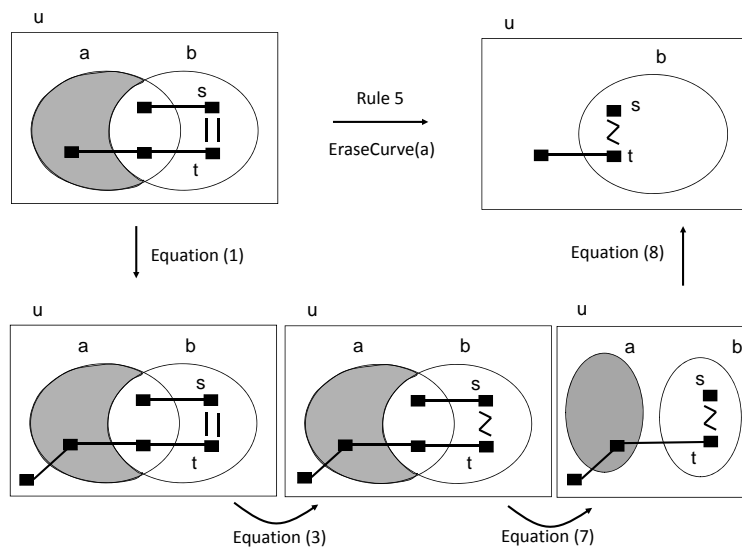 u
u
a
b
b
s
t
Rule 5
EraseCurve(a)
s
t
Equation (1)
Equation (8)
u
u
u
a
b
a
b
a
b
s
t
s
t
s
t
Equation (3)
Equation (7)